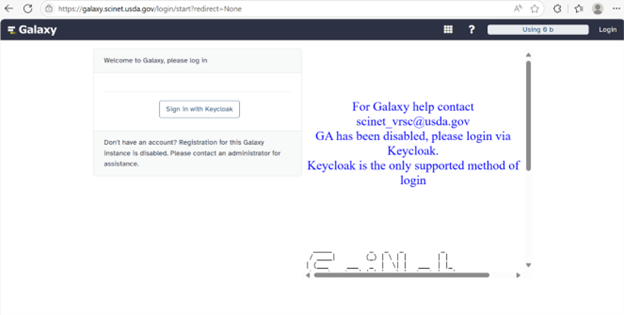 https://galaxy.scinet.usda.gov/login/start?redirect=None
Galaxy
Using 0 b
Login
Welcome to Galaxy, please log in
Sign in with Keycloak
Don't have an account? Registration for this Galaxy
instance is disabled. Please contact an administrator for
assistance.
For Galaxy help contact
scinet_vrsc@usda.gov
GA has been disabled, please login via
Keycloak.
Keycloak is the only supported method of
login